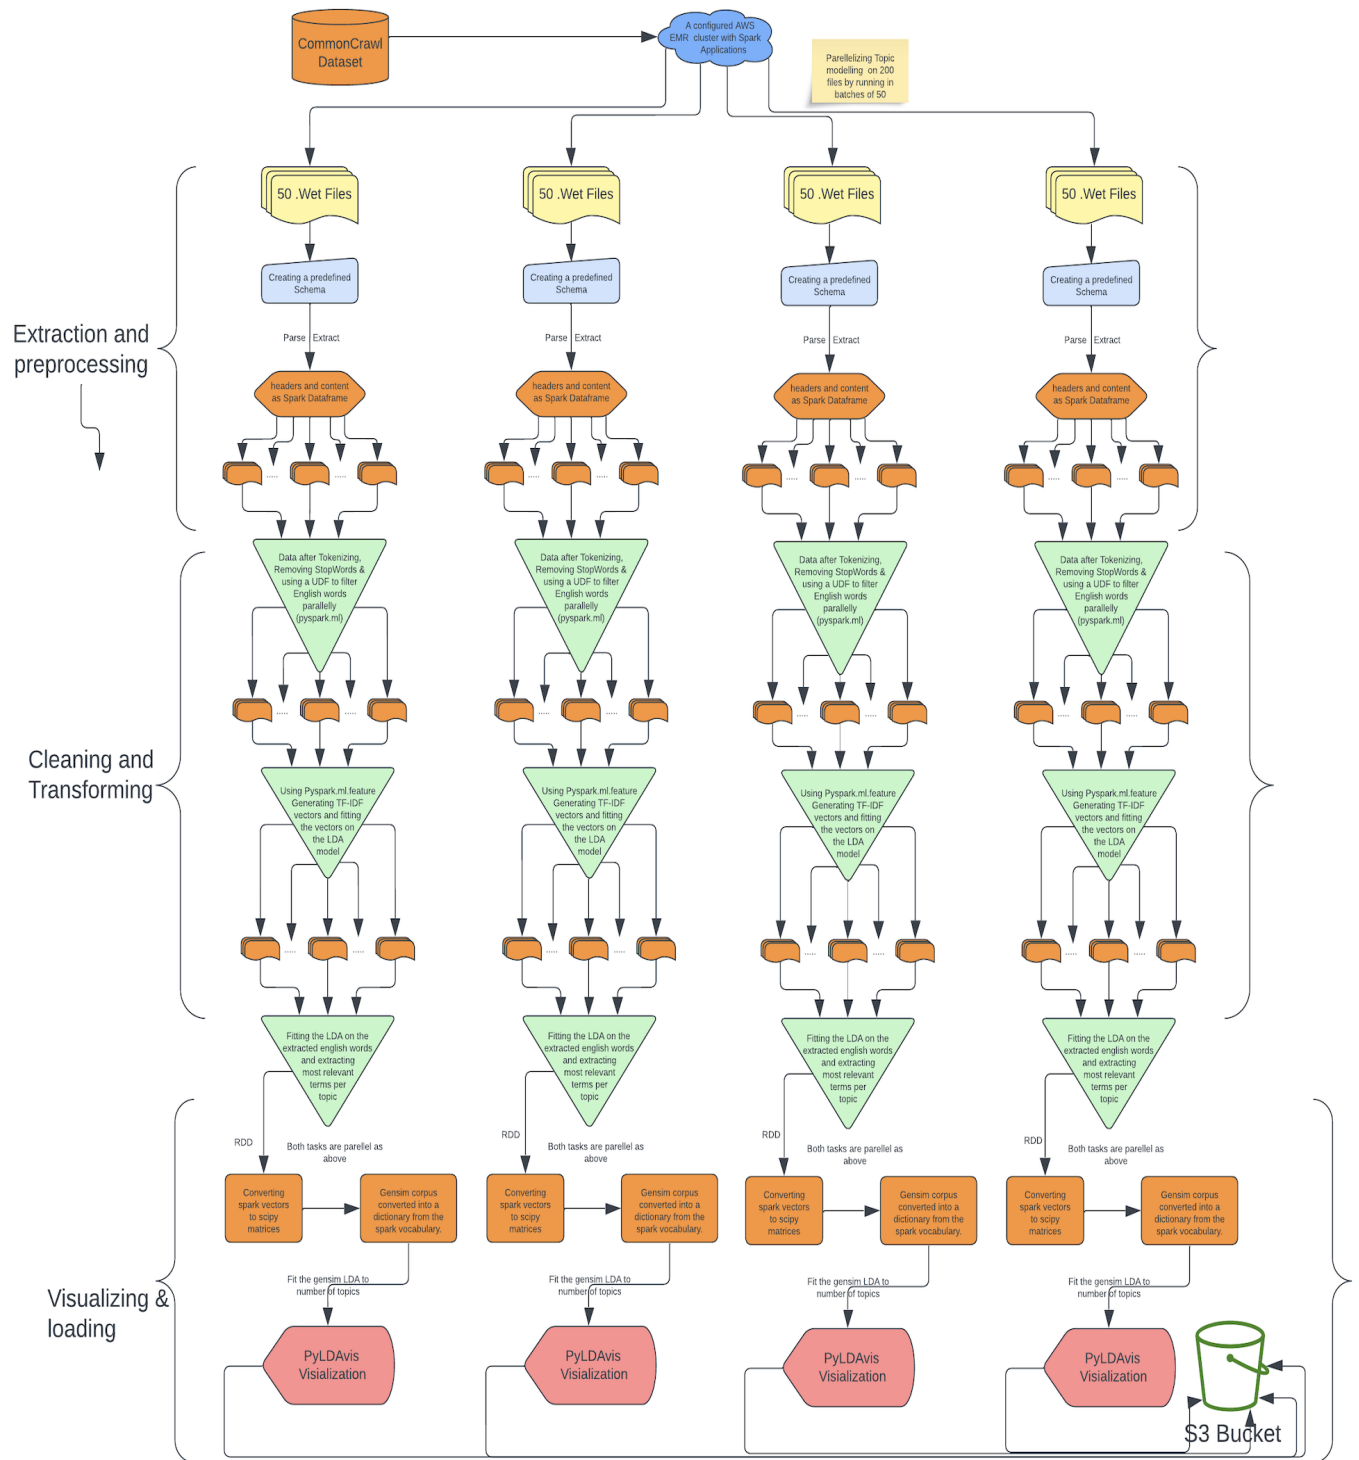 CommonCrawl
Dataset
A configured AWS
EMR cluster with Spark
Applications
Parellelizing Topic
modelling on 200
files by running in
batches of 50
50 .Wet Files
50 .Wet Files
50 .Wet Files
50 .Wet Files
Creating a predefined
Schema
Creating a predefined
Schema
Creating a predefined
Schema
Creating a predefined
Schema
Extraction and
preprocessing
Parse Extract
Parse Extract
Parse Extract
Parse Extract
headers and content
as Spark Dataframe
headers and content
as Spark Dataframe
headers and content
as Spark Dataframe
headers and content
as Spark Dataframe
..... .....
..... .....
..... .....
..... .....
Data after Tokenizing,
Removing StopWords &
using a UDF to filter
English words
parallelly
(pyspark.ml)
Data after Tokenizing,
Removing StopWords &
using a UDF to filter
English words
parallelly
(pyspark.ml)
Data after Tokenizing,
Removing StopWords &
using a UDF to filter
English words
parallelly
(pyspark.ml)
Data after Tokenizing,
Removing StopWords &
using a UDF to filter
English words
parallelly
(pyspark.ml)
..... .....
..... .....
..... .....
..... .....
Cleaning and
Transforming
Using Pyspark.ml.feature
Generating TF-IDF
vectors and fitting
the vectors on
the LDA
model
Using Pyspark.ml.feature
Generating TF-IDF
vectors and fitting
the vectors on
the LDA
model
Using Pyspark.ml.feature
Generating TF-IDF
vectors and fitting
the vectors on
the LDA
model
Using Pyspark.ml.feature
Generating TF-IDF
vectors and fitting
the vectors on
the LDA
model
..... .....
..... .....
..... .....
..... .....
Fitting the LDA on the
extracted english words
and extracting
most relevant
terms per
topic
Fitting the LDA on the
extracted english words
and extracting
most relevant
terms per
topic
Fitting the LDA on the
extracted english words
and extracting
most relevant
terms per
topic
Fitting the LDA on the
extracted english words
and extracting
most relevant
terms per
topic
RDD
Both tasks are parellel as
above
RDD
Both tasks are parellel as
above
RDD
Both tasks are parellel as
above
RDD
Both tasks are parellel as
above
Converting
spark vectors
to scipy
matrices
Gensim corpus
converted into a
dictionary from the
spark vocabulary.
Converting
spark vectors
to scipy
matrices
Gensim corpus
converted into a
dictionary from the
spark vocabulary.
Converting
spark vectors
to scipy
matrices
Gensim corpus
converted into a
dictionary from the
spark vocabulary.
Converting
spark vectors
to scipy
matrices
Gensim corpus
converted into a
dictionary from the
spark vocabulary.
Visualizing &
loading
Fit the gensim LDA to
number of topics
Fit the gensim LDA to
number of topics
Fit the gensim LDA to
number of topics
Fit the gensim LDA to
number of topics
PyLDAvis
Visialization
PyLDAvis
Visialization
PyLDAvis
Visialization
PyLDAvis
Visialization
S3 Bucket